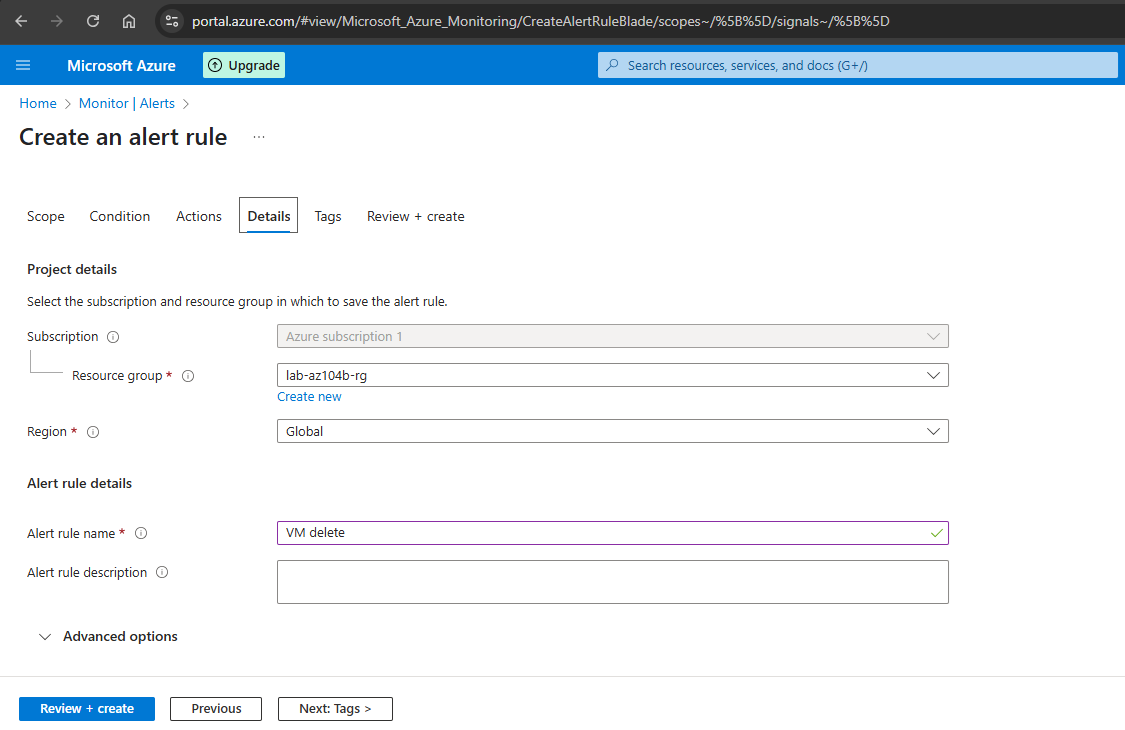 portal.azure.com/#view/Microsoft_Azure_Monitoring/CreateAlertRuleBlade/scopes~/%5B%5D/signals~/%5B%5D
Microsoft Azure Upgrade Search resources, services, and docs (G+/)
Home > Monitor | Alerts >
Create an alert rule ...
Scope Condition Actions Details Tags Review + create
Project details
Select the subscription and resource group in which to save the alert rule.
Subscription Azure subscription 1
Resource group * lab-az104b-rg
Create new
Region * Global
Alert rule details
Alert rule name * VM delete
Alert rule description
Advanced options
Review + create Previous Next: Tags >